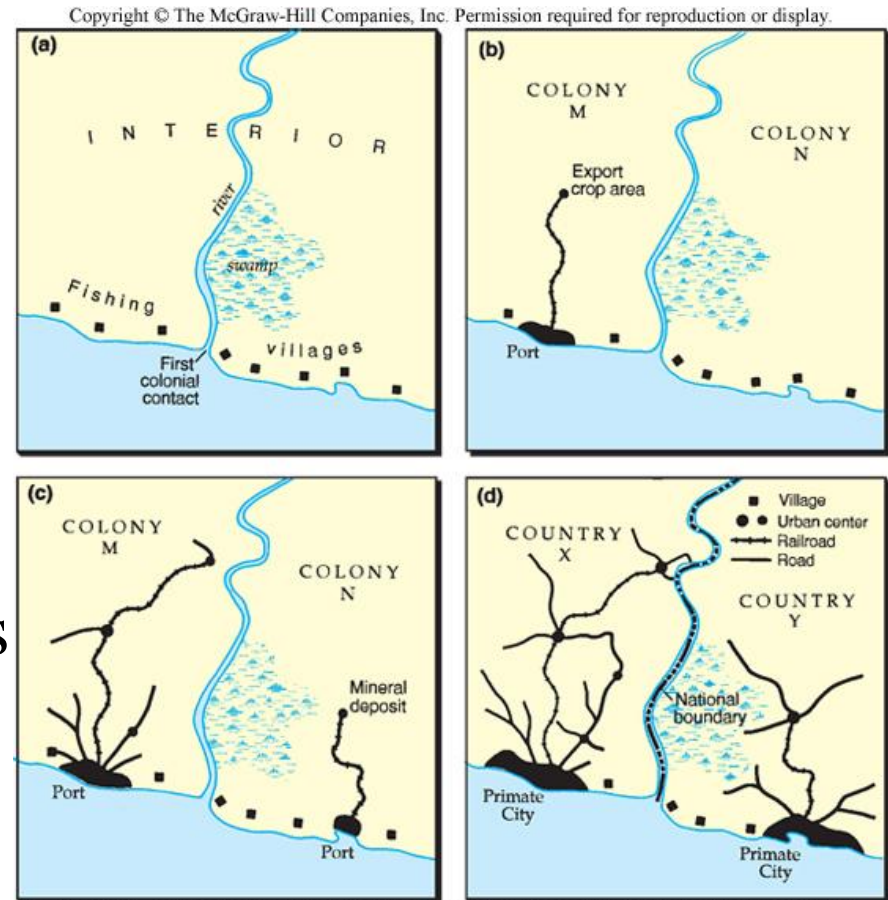 Copyright © The McGraw-Hill Companies, Inc. Permission required for reproduction or display.
(a)
INTERIOR
river
swamp
Fishing
villages
First
colonial
contact
(b)
COLONY
M
COLONY
N
Export
crop area
Port
(c)
COLONY
M
COLONY
N
Mineral
deposit
Port
Port
s
(d)
Village
Urban center
Railroad
Road
COUNTRY
X
COUNTRY
Y
National
boundary
Primate
City
Primate
City